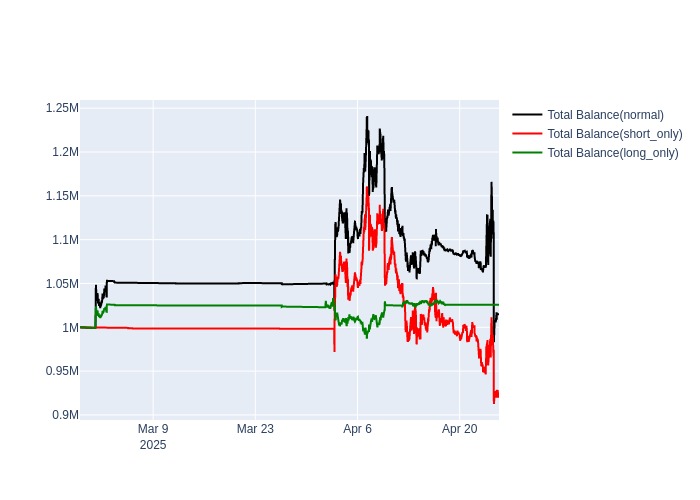 1.25M
1.2M
1.15M
1.1M
1.05M
1M
0.95M
0.9M
Mar 9
2025
Mar 23
Apr 6
Apr 20
Total Balance(normal)
Total Balance(short_only)
Total Balance(long_only)